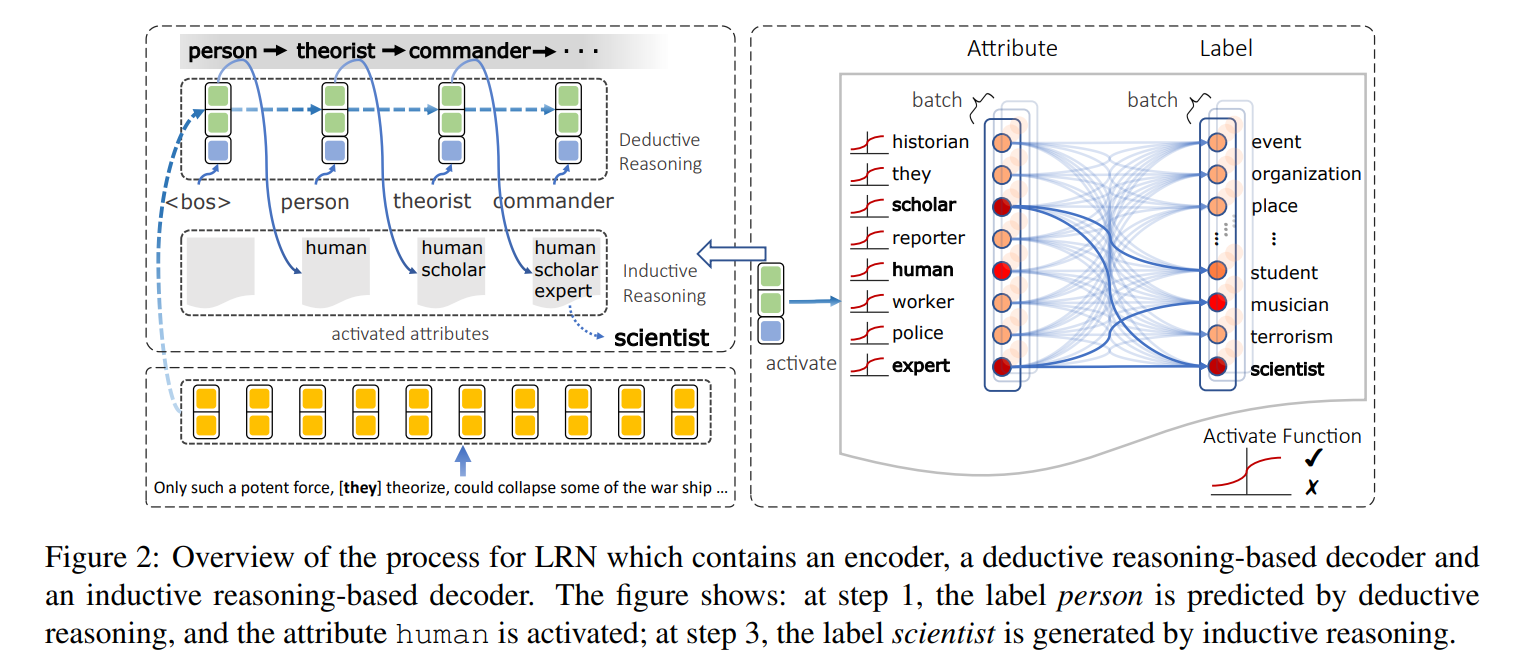 person → theorist → commander → · · ·
Deductive
Reasoning
<bos> person theorist commander
human human human
scholar scholar
expert
Inductive
Reasoning
activated attributes
scientist
Only such a potent force, [they] theorize, could collapse some of the war ship ...
activate
Attribute Label
batch batch
historian event
they organization
scholar place
reporter ⋮
human student
worker musician
police terrorism
expert scientist
Activate Function
✓
✗
Figure 2: Overview of the process for LRN which contains an encoder, a deductive reasoning-based decoder and
an inductive reasoning-based decoder. The figure shows: at step 1, the label person is predicted by deductive
reasoning, and the attribute human is activated; at step 3, the label scientist is generated by inductive reasoning.